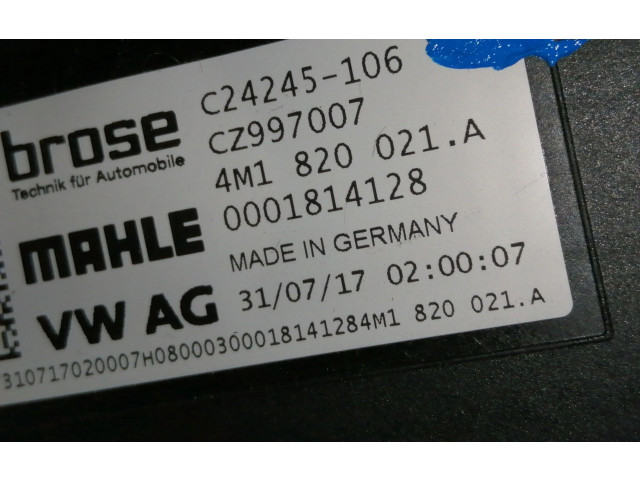 brose
Technik für Automobile
C24245-106
CZ997007
4M1 820 021.A
MAHLE
0001814128
MADE IN GERMANY
VW AG
31/07/17 02:00:07
310717020007H08000300018141284M1 820 021.A